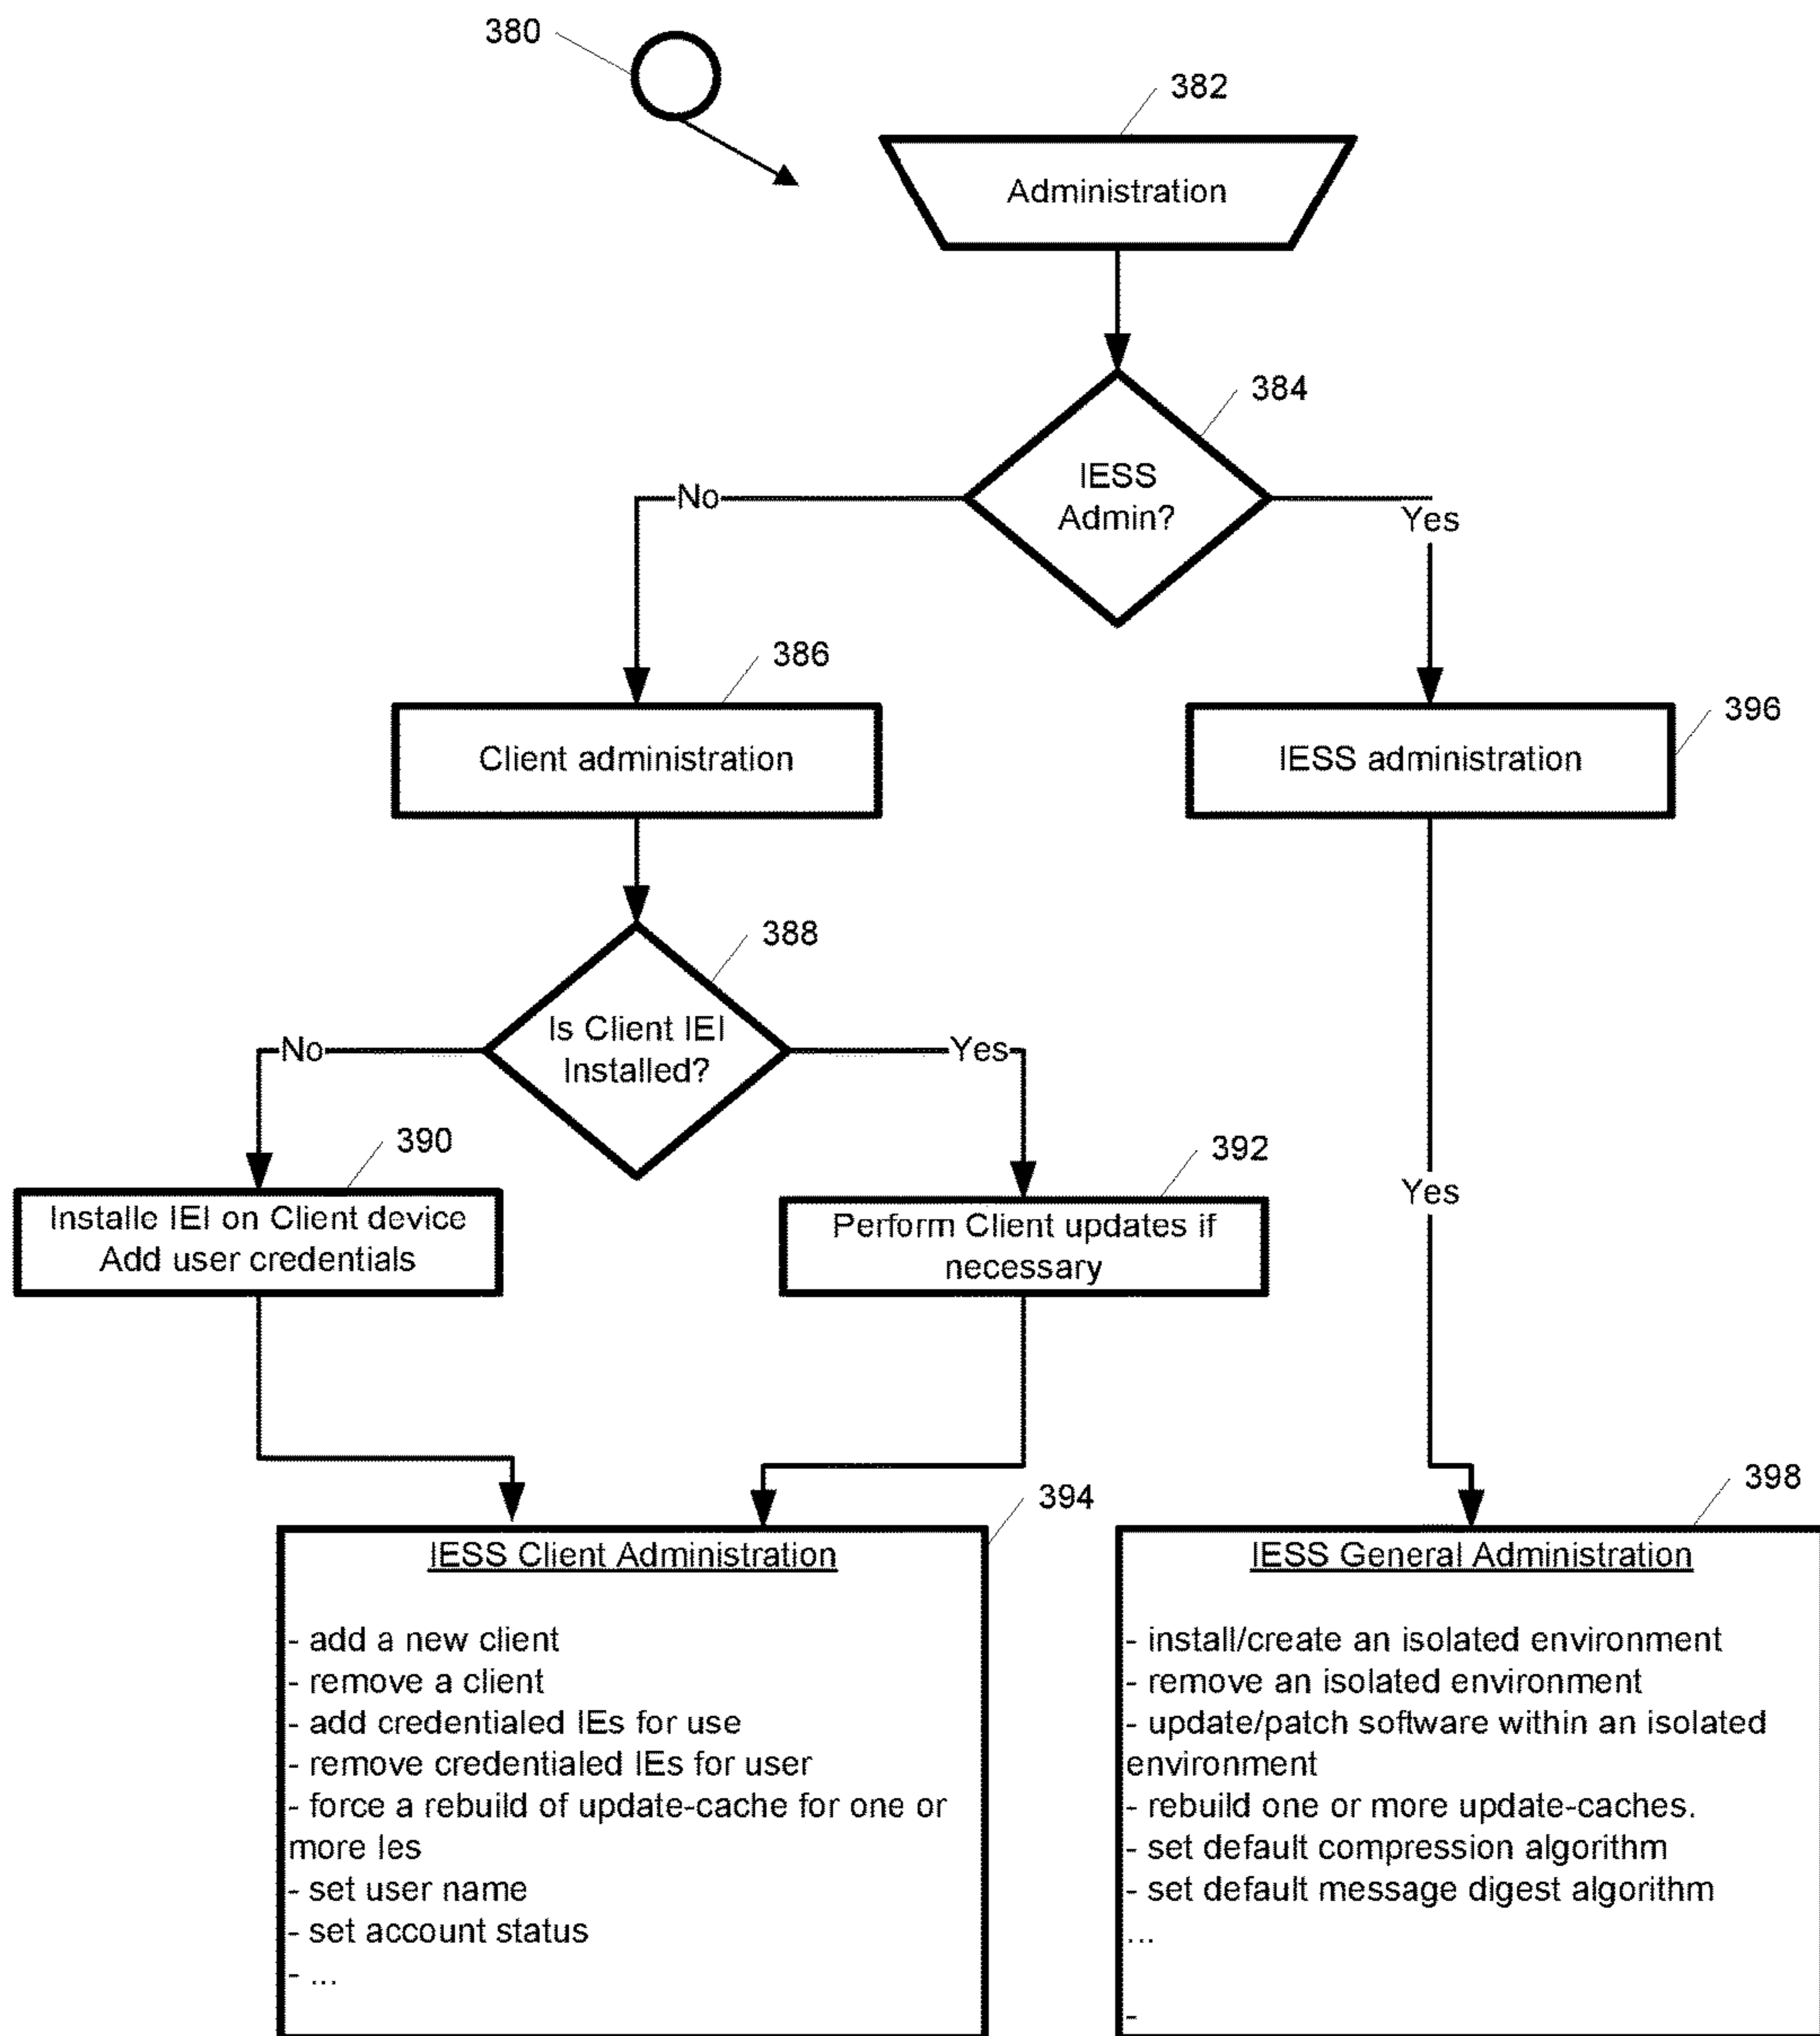 380
382
Administration
384
IESS
Admin?
No
Yes
386
396
Client administration
IESS administration
388
Is Client IEI
Installed?
No
Yes
390
392
Installe IEI on Client device
Add user credentials
Perform Client updates if
necessary
Yes
394
398
IESS Client Administration
- add a new client
- remove a client
- add credentialed IEs for use
- remove credentialed IEs for user
- force a rebuild of update-cache for one or
more Ies
- set user name
- set account status
- ...
IESS General Administration
- install/create an isolated environment
- remove an isolated environment
- update/patch software within an isolated
environment
- rebuild one or more update-caches.
- set default compression algorithm
- set default message digest algorithm
...
-